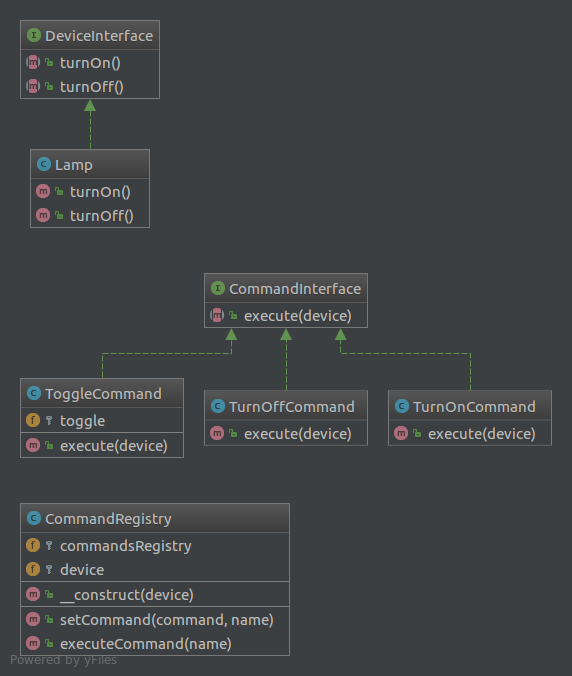 DeviceInterface
turnOn()
turnOff()
Lamp
turnOn()
turnOff()
CommandInterface
execute(device)
ToggleCommand
toggle
execute(device)
TurnOffCommand
execute(device)
TurnOnCommand
execute(device)
CommandRegistry
commandsRegistry
device
__construct(device)
setCommand(command, name)
executeCommand(name)
Powered by yFiles